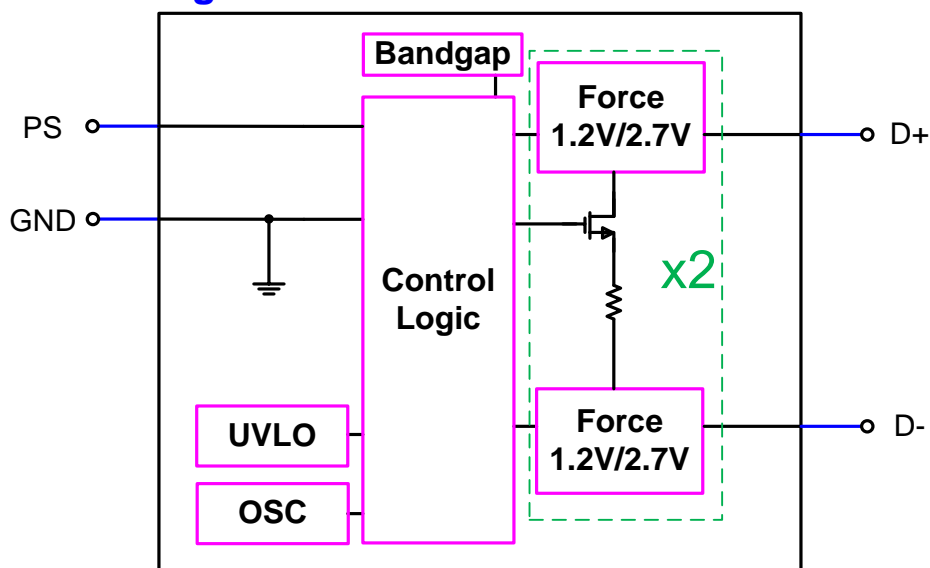 Bandgap
Force
1.2V/2.7V
PS
D+
GND
x2
Control
Logic
Force
1.2V/2.7V
UVLO
D-
OSC